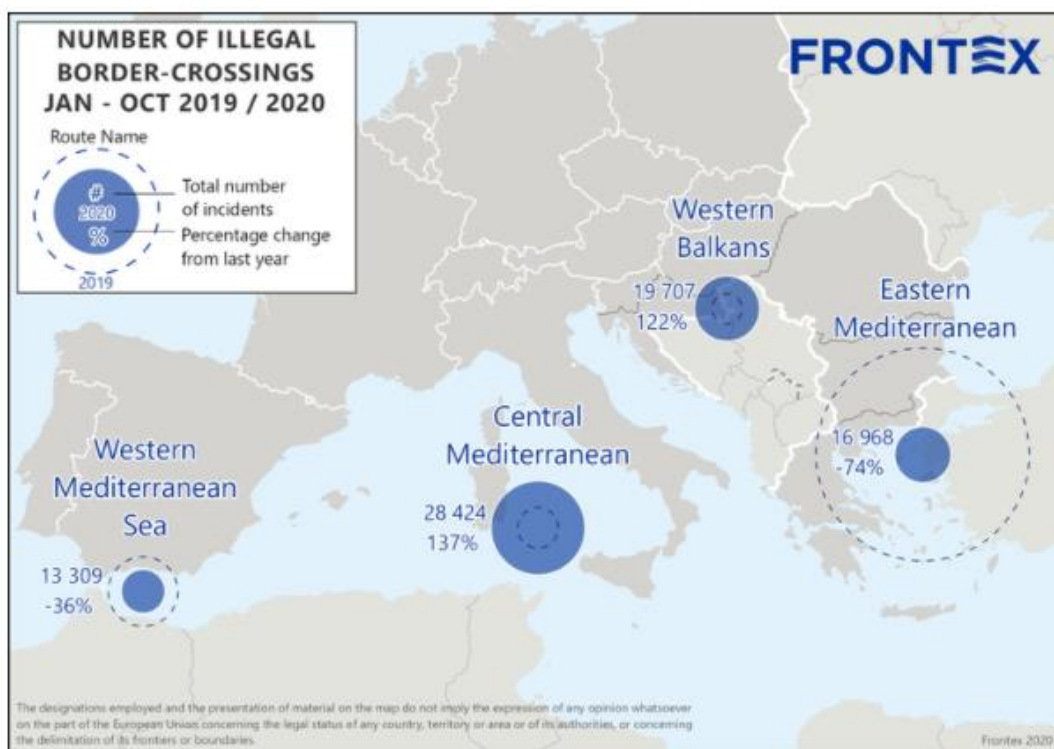 NUMBER OF ILLEGAL
BORDER-CROSSINGS
JAN - OCT 2019 / 2020
Route Name
#
2020
%
Total number
of incidents
Percentage change
from last year
2019
FRONTEX
Western
Balkans
19 707
122%
Eastern
Mediterranean
16 968
-74%
Central
Mediterranean
28 424
137%
Western
Mediterranean
Sea
13 309
-36%
The designations employed and the presentation of material on the map do not imply the expression of any opinion whatsoever
on the part of the European Union concerning the legal status of any country, territory or area or of its authorities, or concerning
the delimitation of its frontiers or boundaries.
Frontex 2020